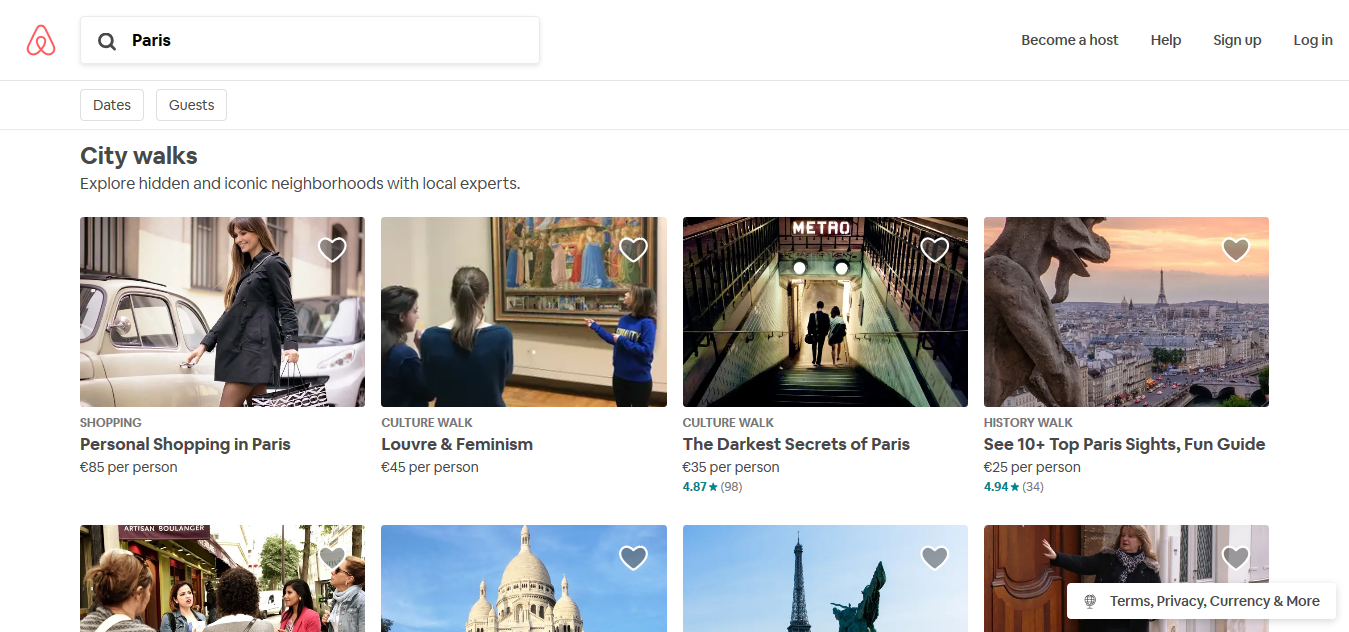 Paris
Become a host
Help
Sign up
Log in
Dates
Guests
City walks
Explore hidden and iconic neighborhoods with local experts.
METRO
SHOPPING
Personal Shopping in Paris
€85 per person
CULTURE WALK
Louvre & Feminism
€45 per person
CULTURE WALK
The Darkest Secrets of Paris
€35 per person
4.87★ (98)
HISTORY WALK
See 10+ Top Paris Sights, Fun Guide
€25 per person
4.94★ (34)
ARTISAN BOULANGER
Terms, Privacy, Currency & More